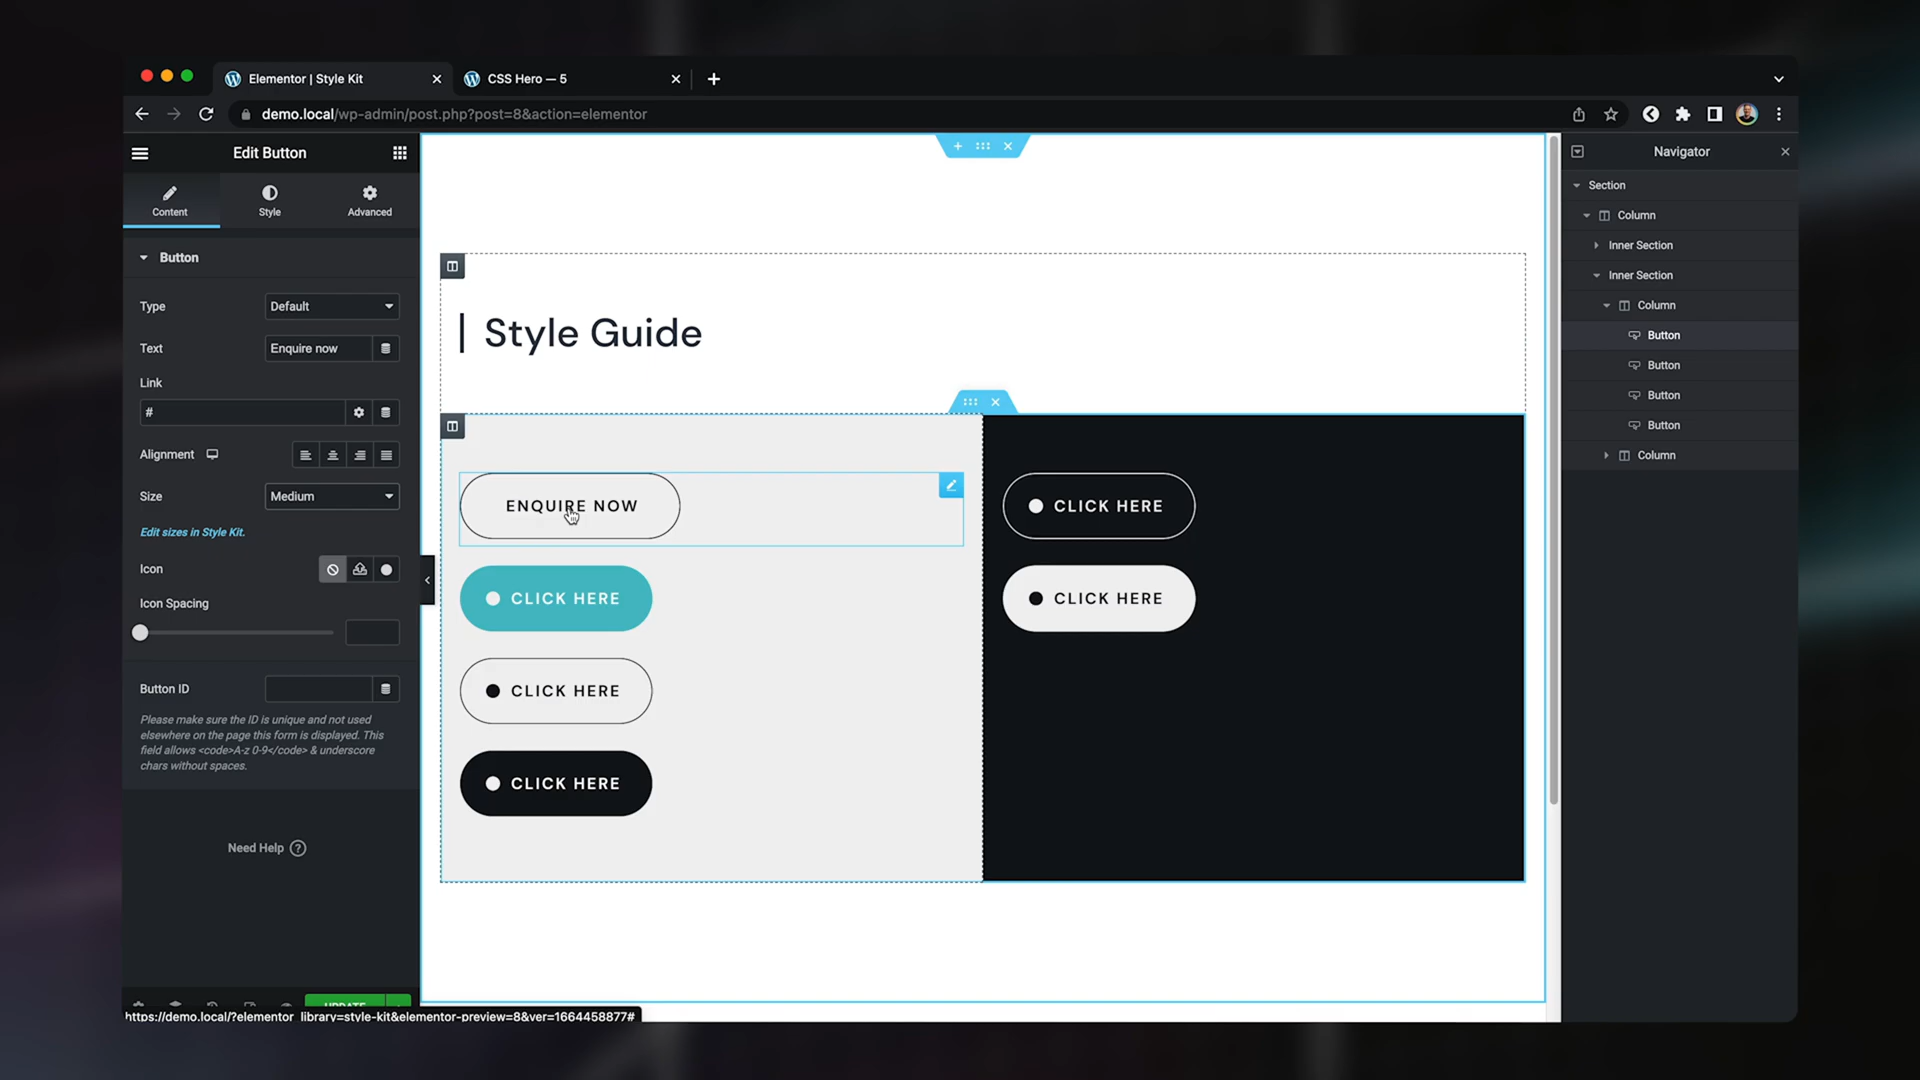 Elementor | Style Kit
CSS Hero — 5
demo.local/wp-admin/post.php?post=8&action=elementor
Edit Button
Content
Style
Advanced
Button
Type
Default
Text
Enquire now
Link
#
Alignment
Size
Medium
Edit sizes in Style Kit.
Icon
Icon Spacing
Button ID
Please make sure the ID is unique and not used
elsewhere on the page this form is displayed. This
field allows <code>A-z 0-9</code> & underscore
chars without spaces.
Need Help
UPDATE
https://demo.local/?elementor_library=style-kit&elementor-preview=8&ver=1664458877#
| Style Guide
ENQUIRE NOW
CLICK HERE
CLICK HERE
CLICK HERE
CLICK HERE
CLICK HERE
Navigator
Section
Column
Inner Section
Inner Section
Column
Button
Button
Button
Button
Column